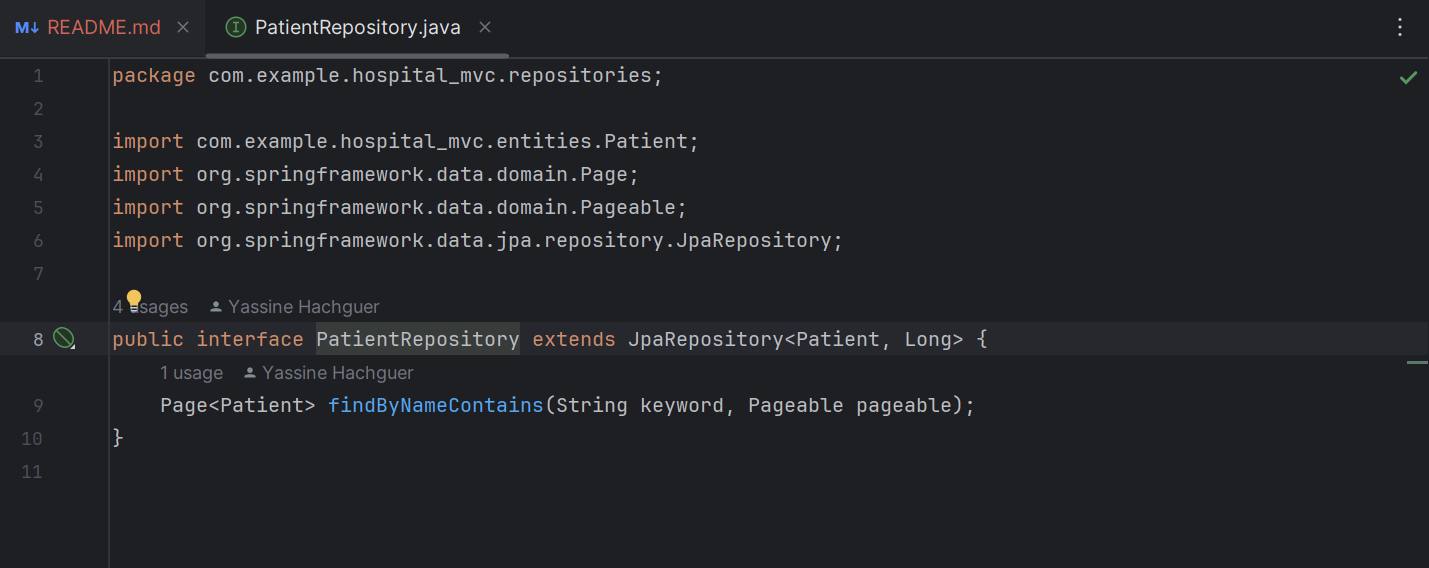 M↓ README.md × PatientRepository.java ×
1 package com.example.hospital_mvc.repositories;
2
3 import com.example.hospital_mvc.entities.Patient;
4 import org.springframework.data.domain.Page;
5 import org.springframework.data.domain.Pageable;
6 import org.springframework.data.jpa.repository.JpaRepository;
7
4 usages Yassine Hachguer
8 public interface PatientRepository extends JpaRepository<Patient, Long> {
1 usage Yassine Hachguer
9 Page<Patient> findByNameContains(String keyword, Pageable pageable);
10 }
11